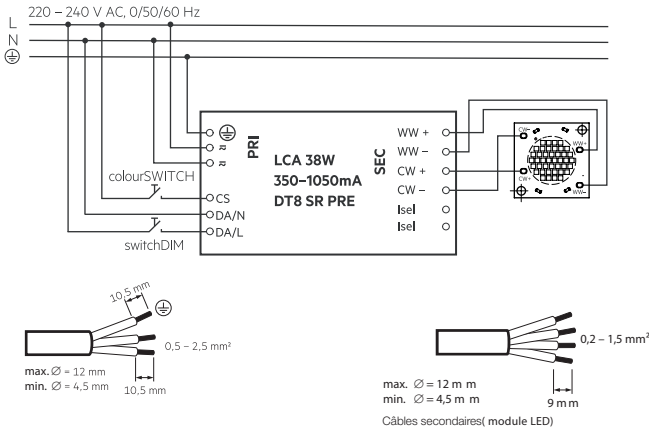 220 – 240 V AC, 0/50/60 Hz
L
N
PRI
LCA 38W
350–1050mA
DT8 SR PRE
SEC
WW +
WW –
CW +
CW –
Isel
Isel
CW–
WW+
CW+
WW–
colourSWITCH
CS
DA/N
DA/L
switchDIM
10,5 mm
0,5 – 2,5 mm²
max. Ø = 12 mm
min. Ø = 4,5 mm
10,5 mm
0,2 – 1,5 mm²
max. Ø = 12 m m
min. Ø = 4,5 m m
9 m m
Câbles secondaires( module LED)